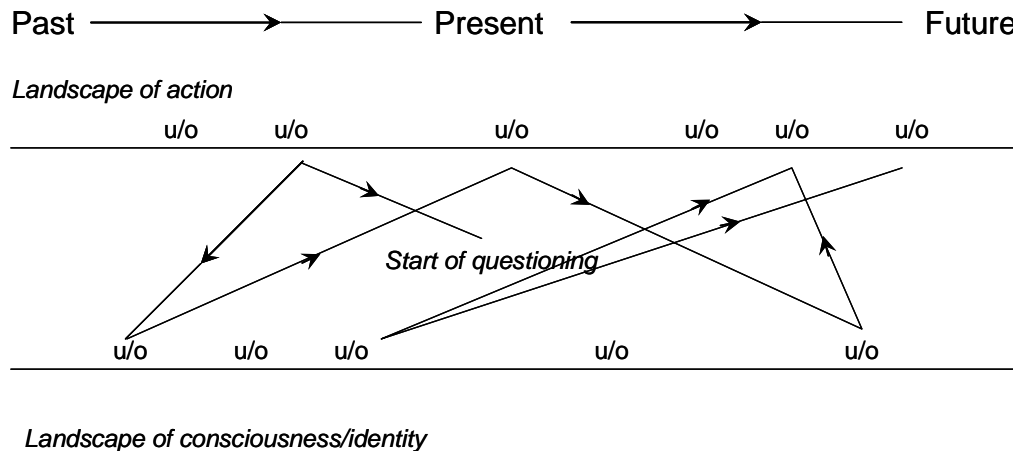 Past Present Future
Landscape of action
u/o u/o u/o u/o u/o u/o
Start of questioning
u/o u/o u/o u/o u/o
Landscape of consciousness/identity